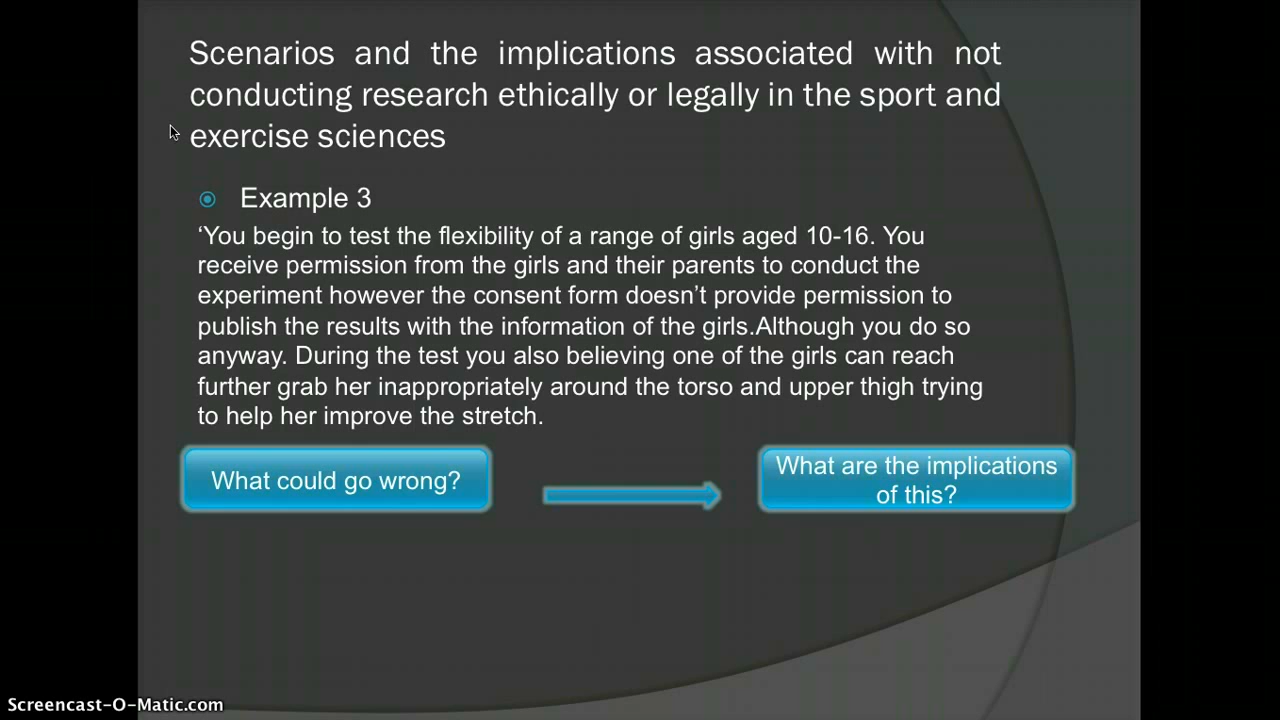 Scenarios and the implications associated with not
conducting research ethically or legally in the sport and
exercise sciences
Example 3
‘You begin to test the flexibility of a range of girls aged 10-16. You
receive permission from the girls and their parents to conduct the
experiment however the consent form doesn’t provide permission to
publish the results with the information of the girls.Although you do so
anyway. During the test you also believing one of the girls can reach
further grab her inappropriately around the torso and upper thigh trying
to help her improve the stretch.
What could go wrong?
What are the implications
of this?
Screencast-O-Matic.com